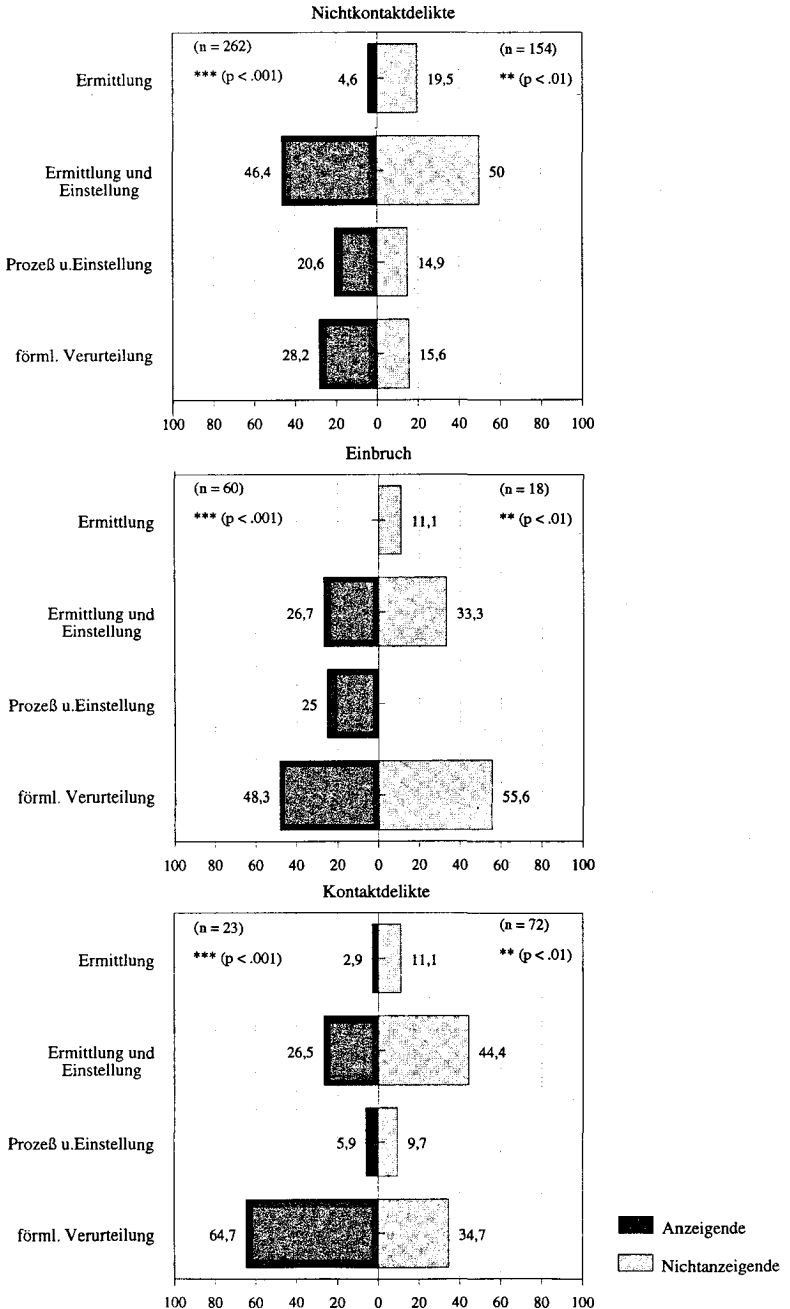 Nichtkontaktdelikte
(n = 262) (n = 154)
*** (p < .001) ** (p < .01)
Ermittlung 4,6 19,5
Ermittlung und
Einstellung
46,4 50
Prozeß u.Einstellung 20,6 14,9
förml. Verurteilung 28,2 15,6
100 80 60 40 20 0 20 40 60 80 100
Einbruch
(n = 60) (n = 18)
*** (p < .001) ** (p < .01)
Ermittlung 11,1
Ermittlung und
Einstellung
26,7 33,3
Prozeß u.Einstellung 25
förml. Verurteilung 48,3 55,6
100 80 60 40 20 0 20 40 60 80 100
Kontaktdelikte
(n = 23) (n = 72)
*** (p < .001) ** (p < .01)
Ermittlung 2,9 11,1
Ermittlung und
Einstellung
26,5 44,4
Prozeß u.Einstellung 5,9 9,7
förml. Verurteilung 64,7 34,7
100 80 60 40 20 0 20 40 60 80 100
Anzeigende
Nichtanzeigende